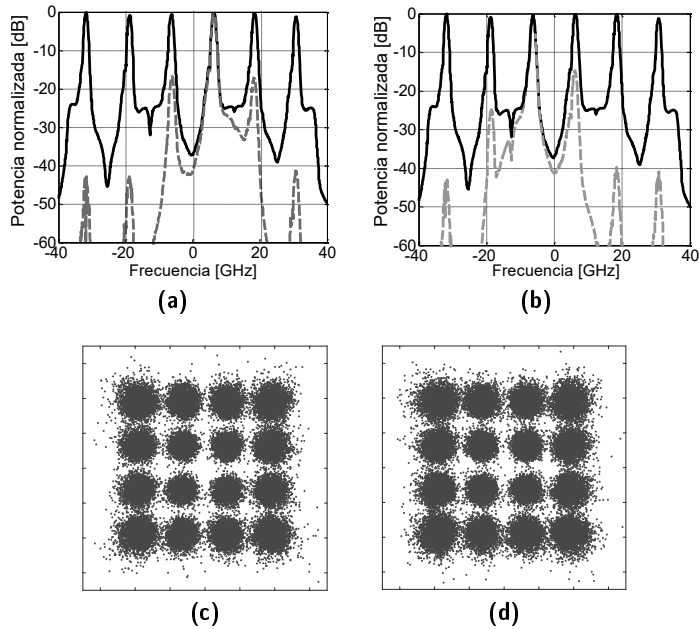 0
-10
-20
-30
-40
-50
-60
-40 -20 0 20 40
Potencia normalizada [dB]
Frecuencia [GHz]
(a)
0
-10
-20
-30
-40
-50
-60
-40 -20 0 20 40
Potencia normalizada [dB]
Frecuencia [GHz]
(b)
(c)
(d)